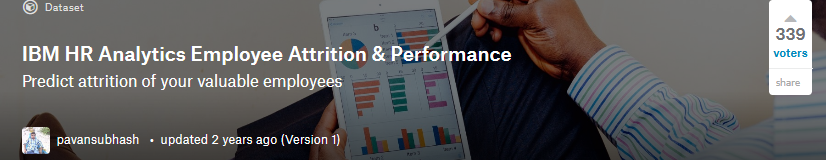 Dataset
IBM HR Analytics Employee Attrition & Performance
Predict attrition of your valuable employees
pavansubhash • updated 2 years ago (Version 1)
339
voters
share
b